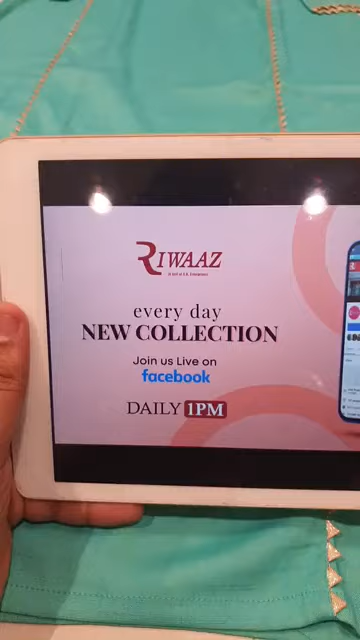 RIWAAZ
every day
NEW COLLECTION
Join us Live on
facebook
DAILY 1PM